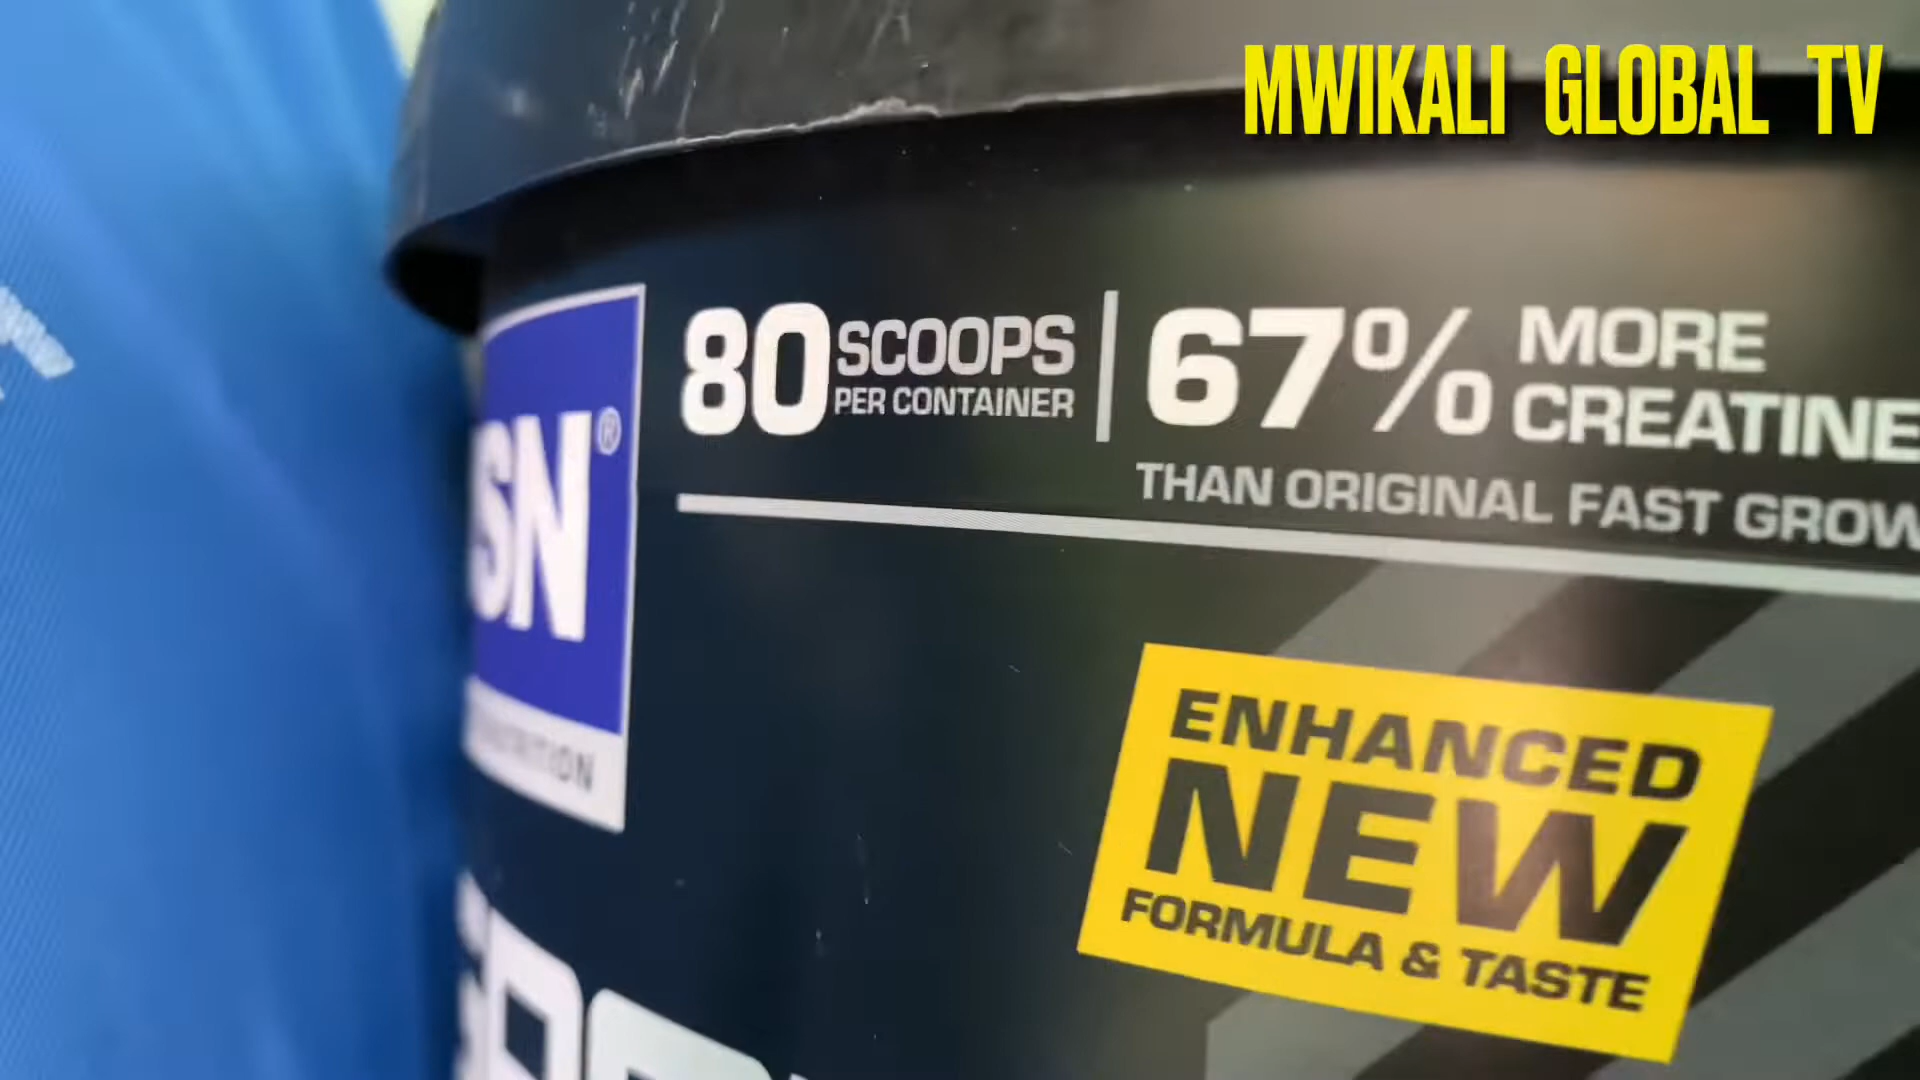 MWIKALI GLOBAL TV
80 SCOOPS
PER CONTAINER
67% MORE
CREATINE
THAN ORIGINAL FAST GROW
SN®
ENHANCED
NEW
FORMULA & TASTE